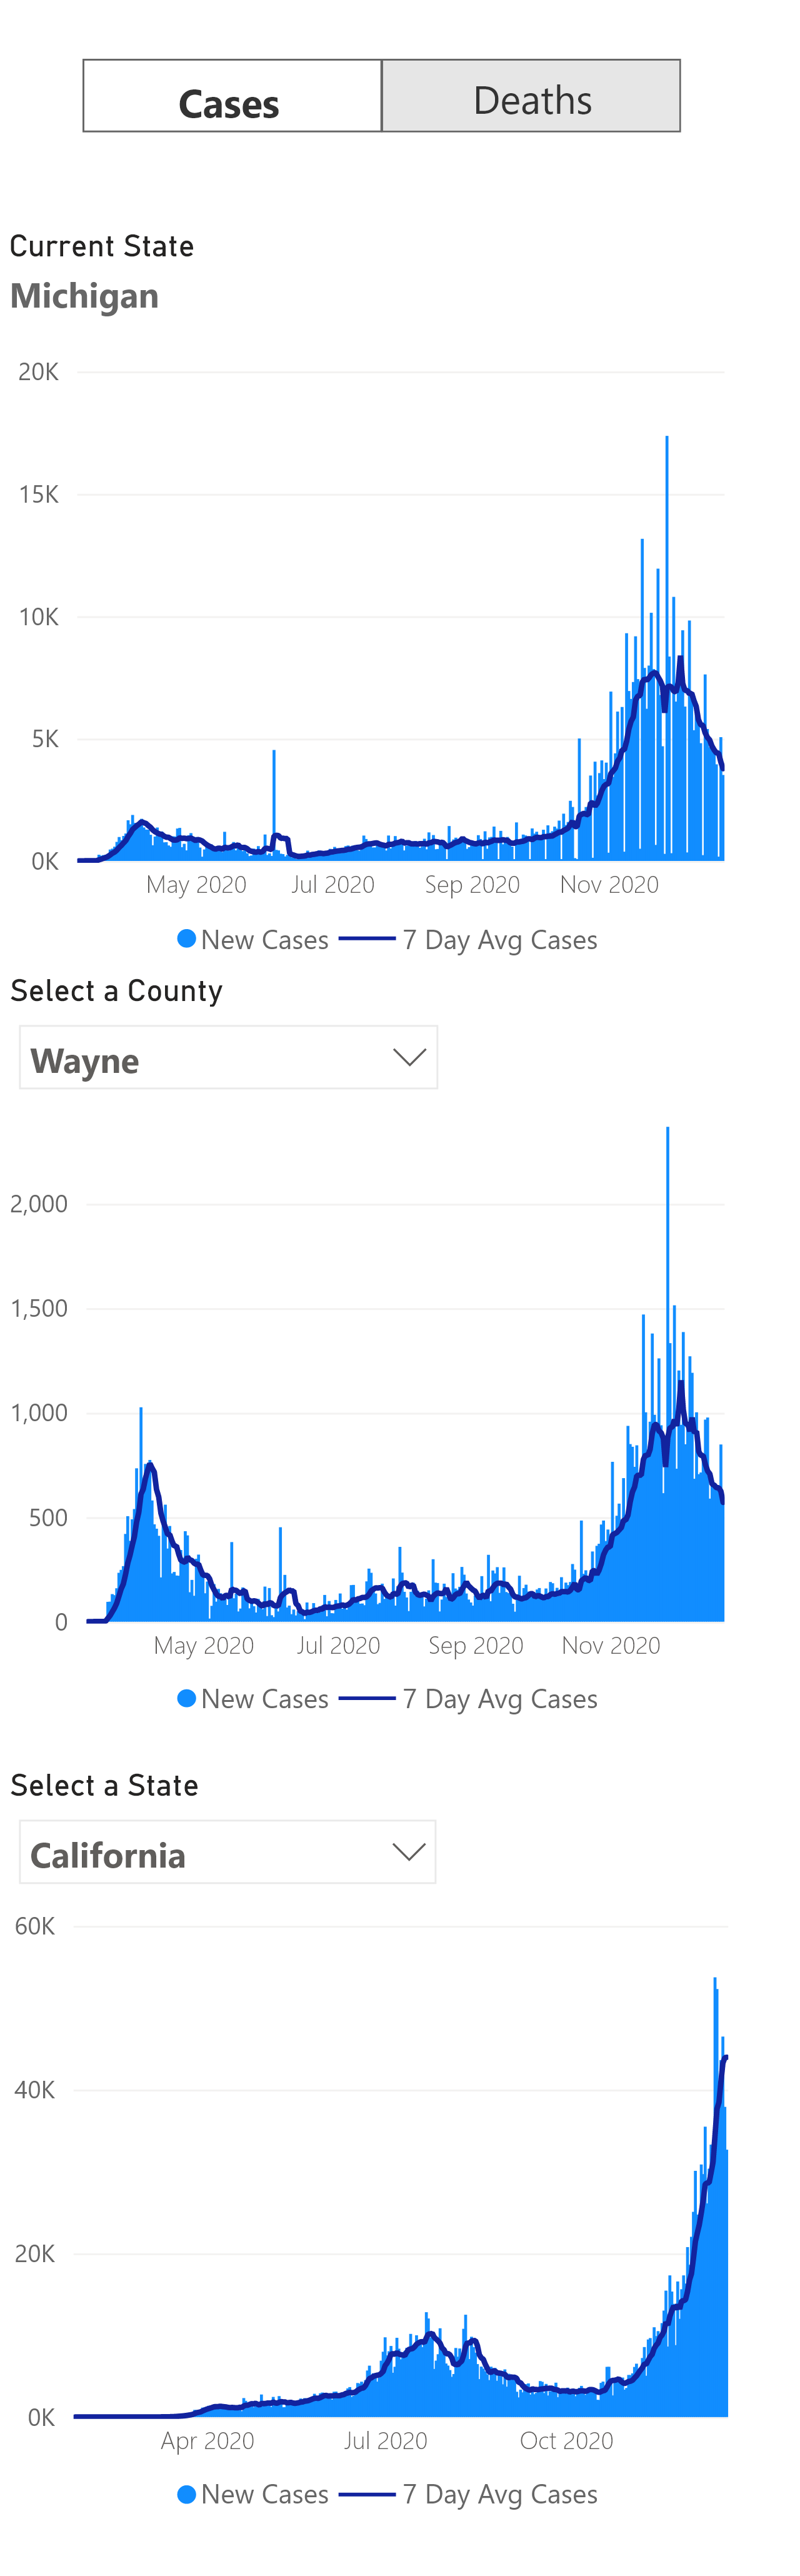 Cases Deaths
Current State
Michigan
20K
15K
10K
5K
0K
May 2020 Jul 2020 Sep 2020 Nov 2020
New Cases 7 Day Avg Cases
Select a County
Wayne
2,000
1,500
1,000
500
0
May 2020 Jul 2020 Sep 2020 Nov 2020
New Cases 7 Day Avg Cases
Select a State
California
60K
40K
20K
0K
Apr 2020 Jul 2020 Oct 2020
New Cases 7 Day Avg Cases